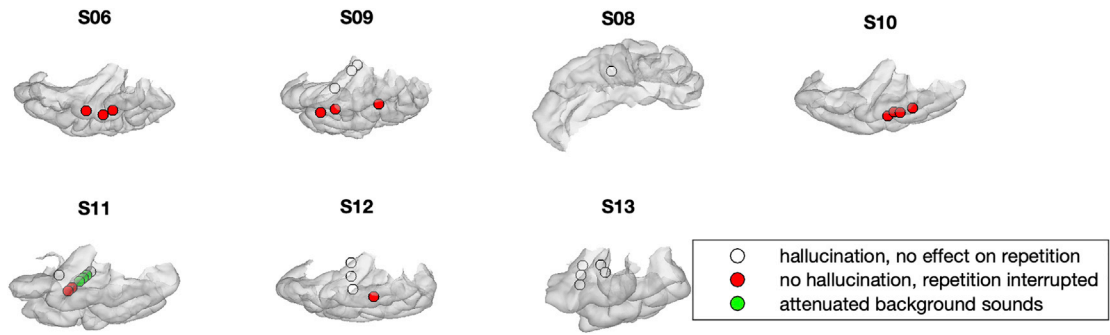 S06
S09
S08
S10
S11
S12
S13
hallucination, no effect on repetition
no hallucination, repetition interrupted
attenuated background sounds